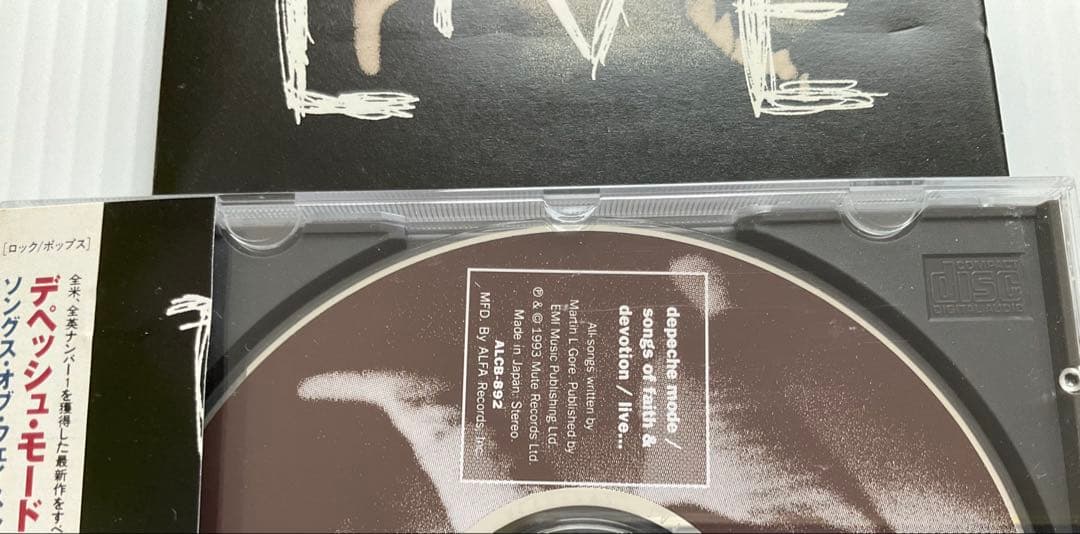 LIVE
[ロック/ポップス]
全米、全英ナンバー1を獲得した最新作をすべ
デペッシュ・モード
ソングス・オブ・フェイス
COMPACT
disc
DIGITAL AUDIO
depeche mode /
songs of faith &
devotion / live...
All songs written by
Martin L Gore. Published by
EMI Music Publishing Ltd.
℗ & © 1993 Mute Records Ltd
Made in Japan. Stereo.
ALCB-892
MFD. By ALFA Records, Inc